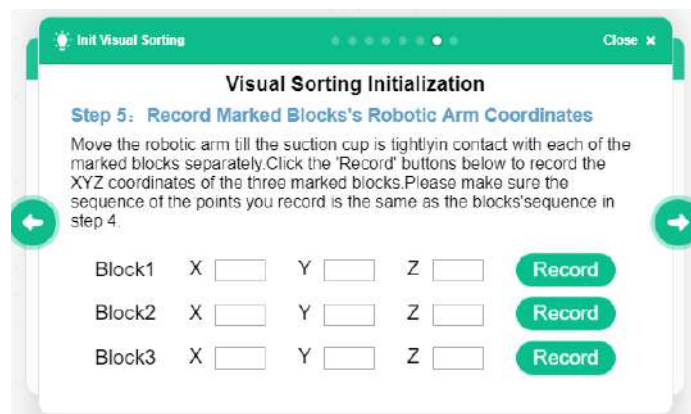 Init Visual Sorting Close ×
Visual Sorting Initialization
Step 5: Record Marked Blocks's Robotic Arm Coordinates
Move the robotic arm till the suction cup is tightlyin contact with each of the
marked blocks separately.Click the 'Record' buttons below to record the
XYZ coordinates of the three marked blocks.Please make sure the
sequence of the points you record is the same as the blocks'sequence in
step 4.
Block1 X Y Z Record
Block2 X Y Z Record
Block3 X Y Z Record